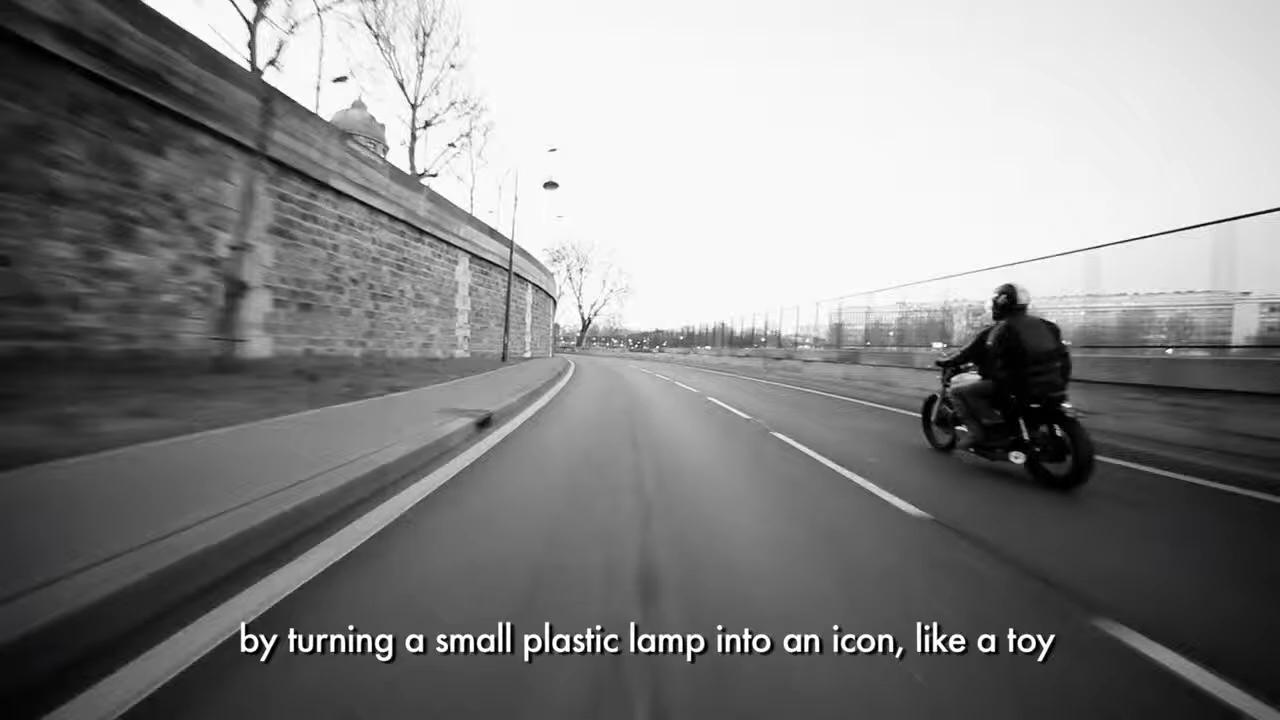 by turning a small plastic lamp into an icon, like a toy